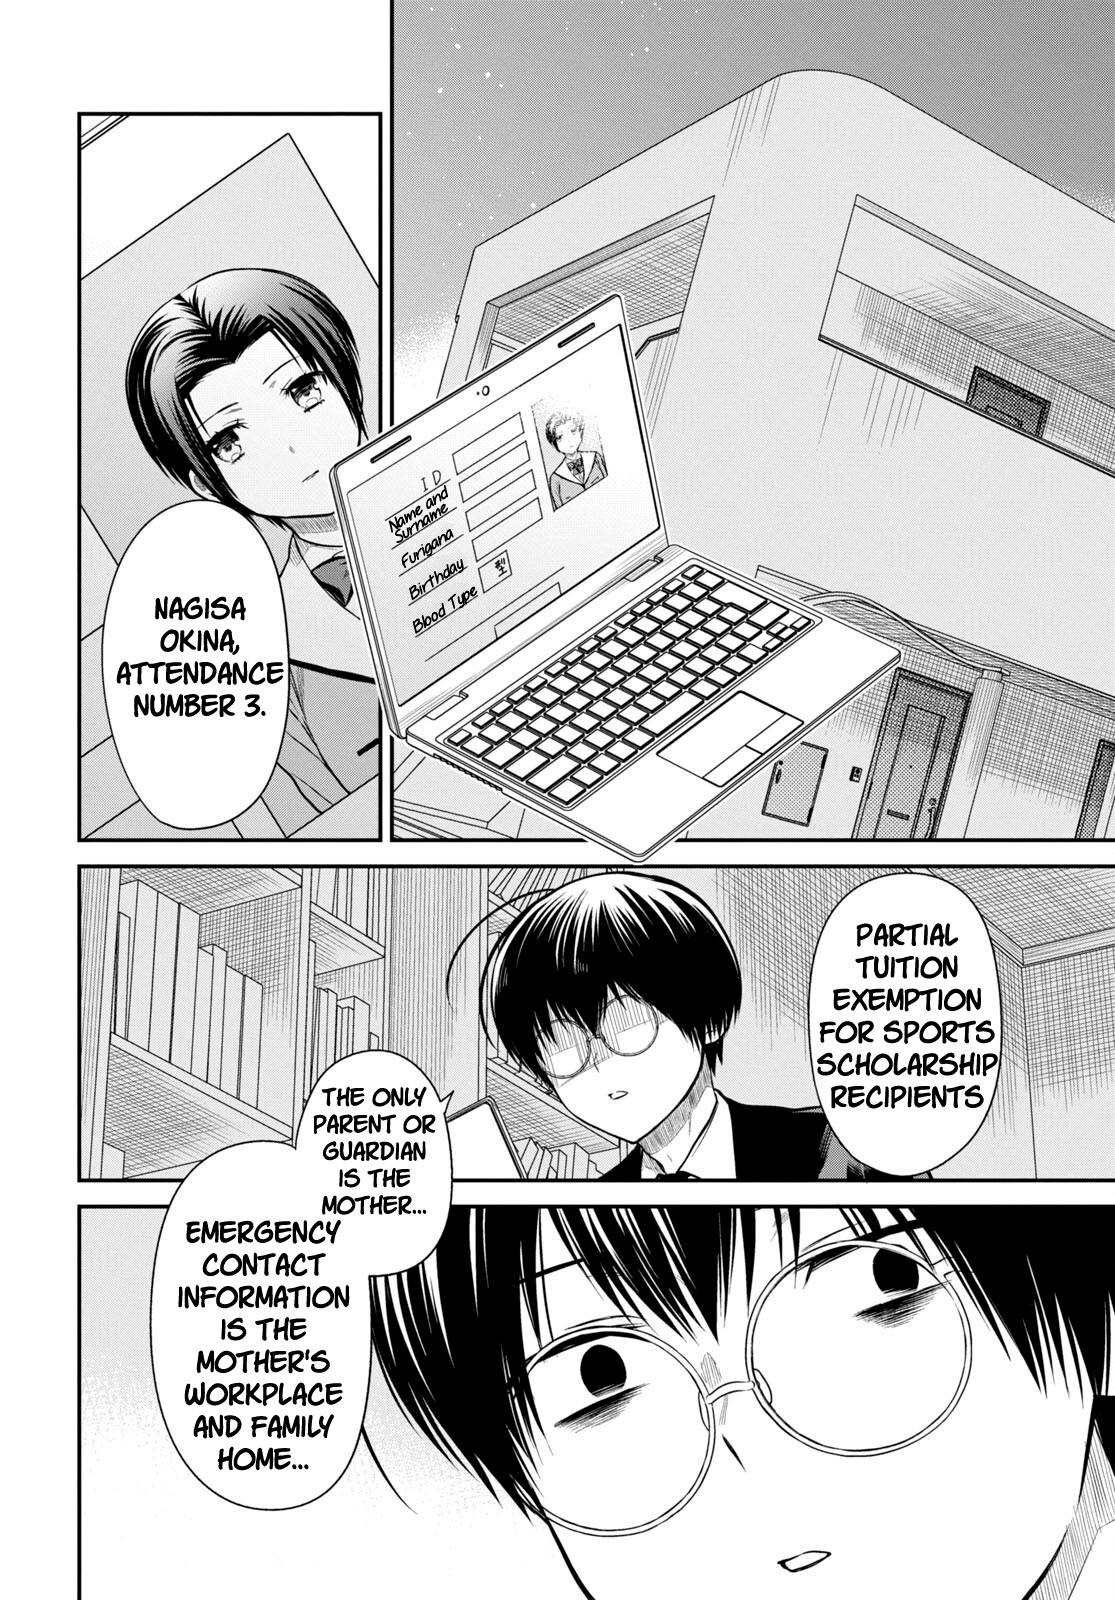 ID
Name and
Surname
Furigana
Birthday
Blood Type
型
NAGISA
OKINA,
ATTENDANCE
NUMBER 3.
PARTIAL
TUITION
EXEMPTION
FOR SPORTS
SCHOLARSHIP
RECIPIENTS
THE ONLY
PARENT OR
GUARDIAN
IS THE
MOTHER...
EMERGENCY
CONTACT
INFORMATION
IS THE
MOTHER'S
WORKPLACE
AND FAMILY
HOME...